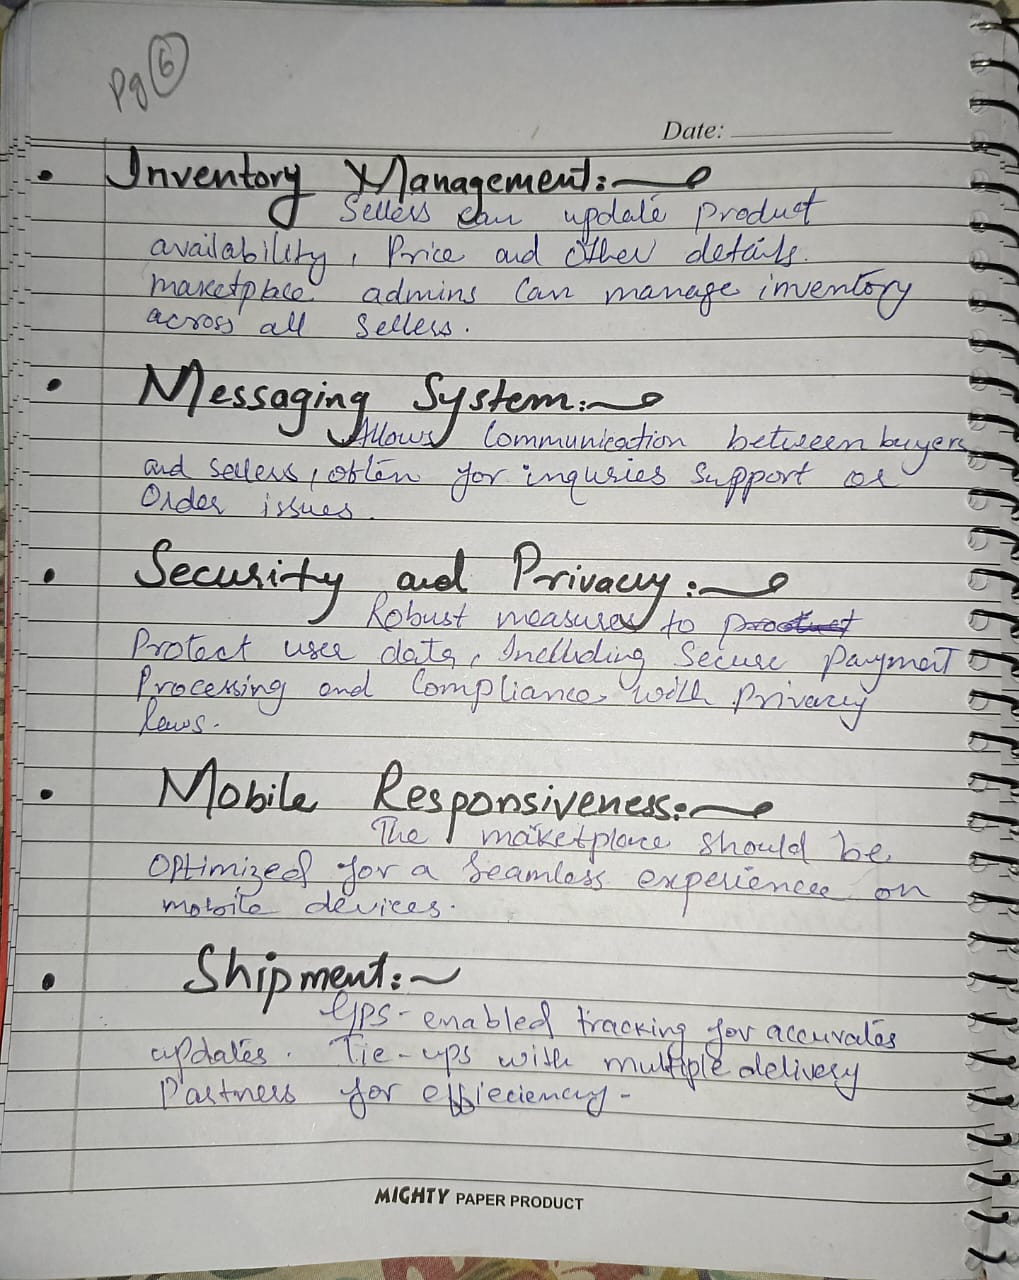 Pg 6
Date:
• Inventory Management:~
Sellers can update product
availability, Price and other details.
marketplace admins can manage inventory
across all sellers.
• Messaging System:~
Allows Communication between buyers
and sellers, often for inquries Support or
Order issues.
• Security and Privacy:~
Robust measures to product
Protect user data, Inclluding Secure payment
Processing and Compliance with Privacy
laws.
• Mobile Responsiveness:~
The marketplace should be
Optimized for a seamless experience on
mobile devices.
• Shipment:~
GPS-enabled tracking for accurate
updates. Tie-ups with multiple delivery
Partners for effieciency-
MIGHTY PAPER PRODUCT